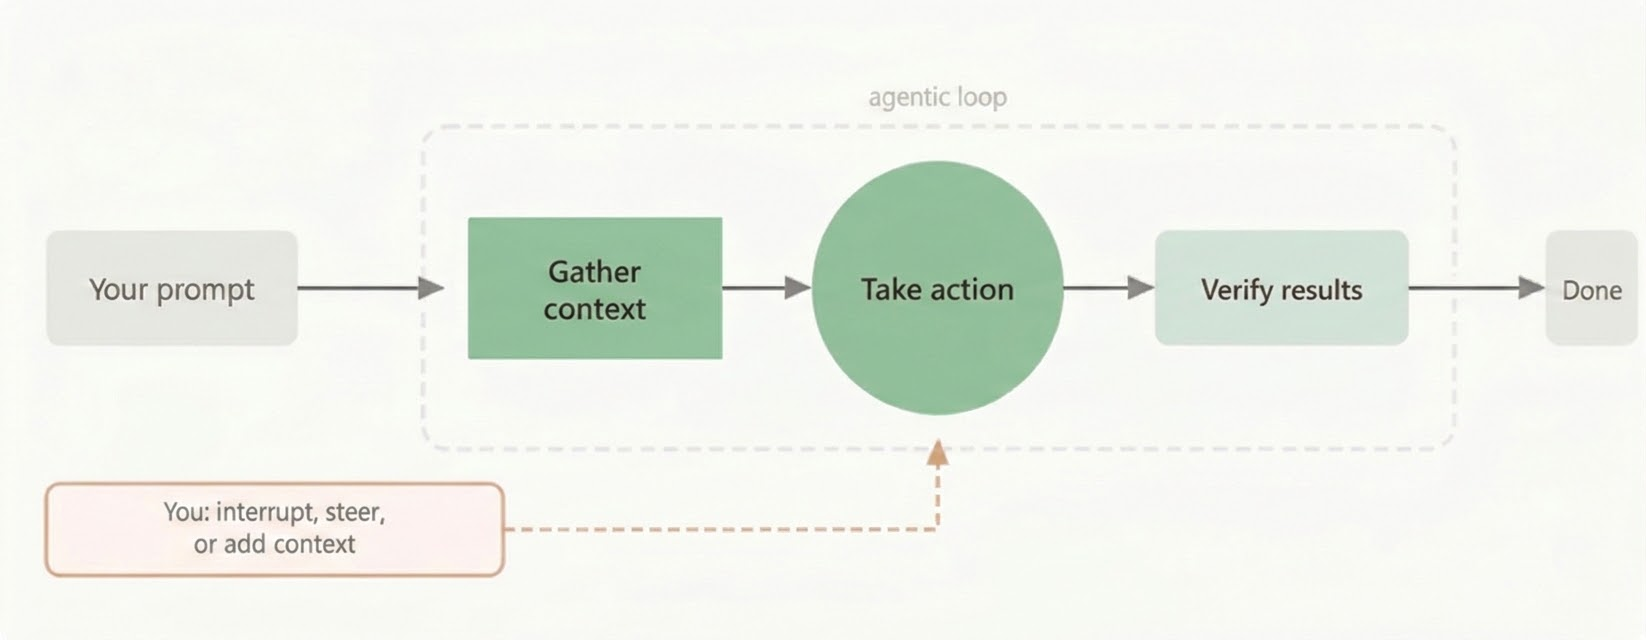 agentic loop
Your prompt
Gather
context
Take action
Verify results
Done
You: interrupt, steer,
or add context